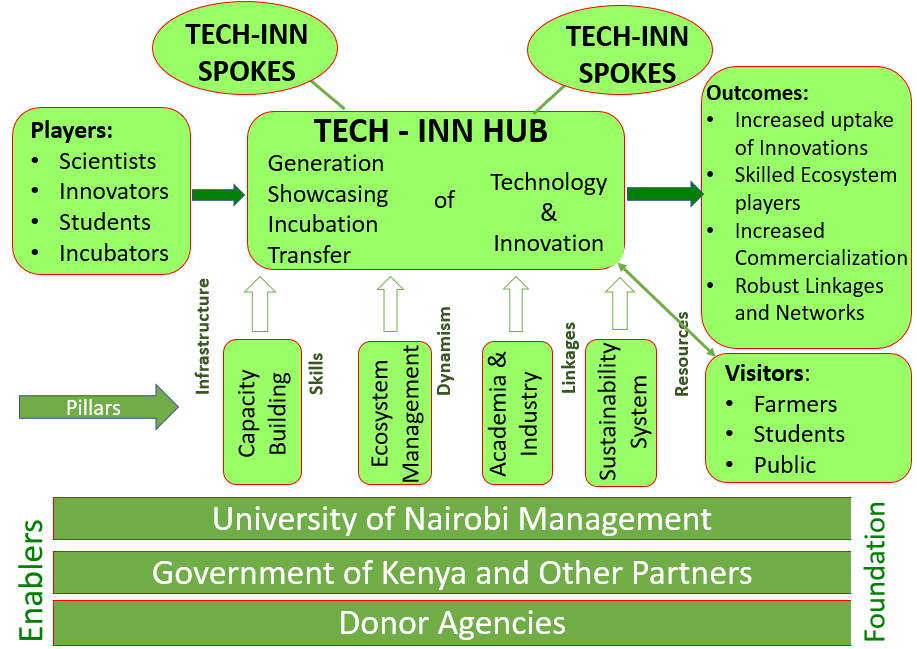 TECH-INN
SPOKES
TECH-INN
SPOKES
Players:
• Scientists
• Innovators
• Students
• Incubators
TECH - INN HUB
Generation
Showcasing
Incubation
Transfer
of
Technology
&
Innovation
Outcomes:
• Increased uptake
of Innovations
• Skilled Ecosystem
players
• Increased
Commercialization
• Robust Linkages
and Networks
Infrastructure
Skills
Dynamism
Linkages
Resources
Pillars
Capacity
Building
Ecosystem
Management
Academia &
Industry
Sustainability
System
Visitors:
• Farmers
• Students
• Public
Enablers
University of Nairobi Management
Government of Kenya and Other Partners
Donor Agencies
Foundation